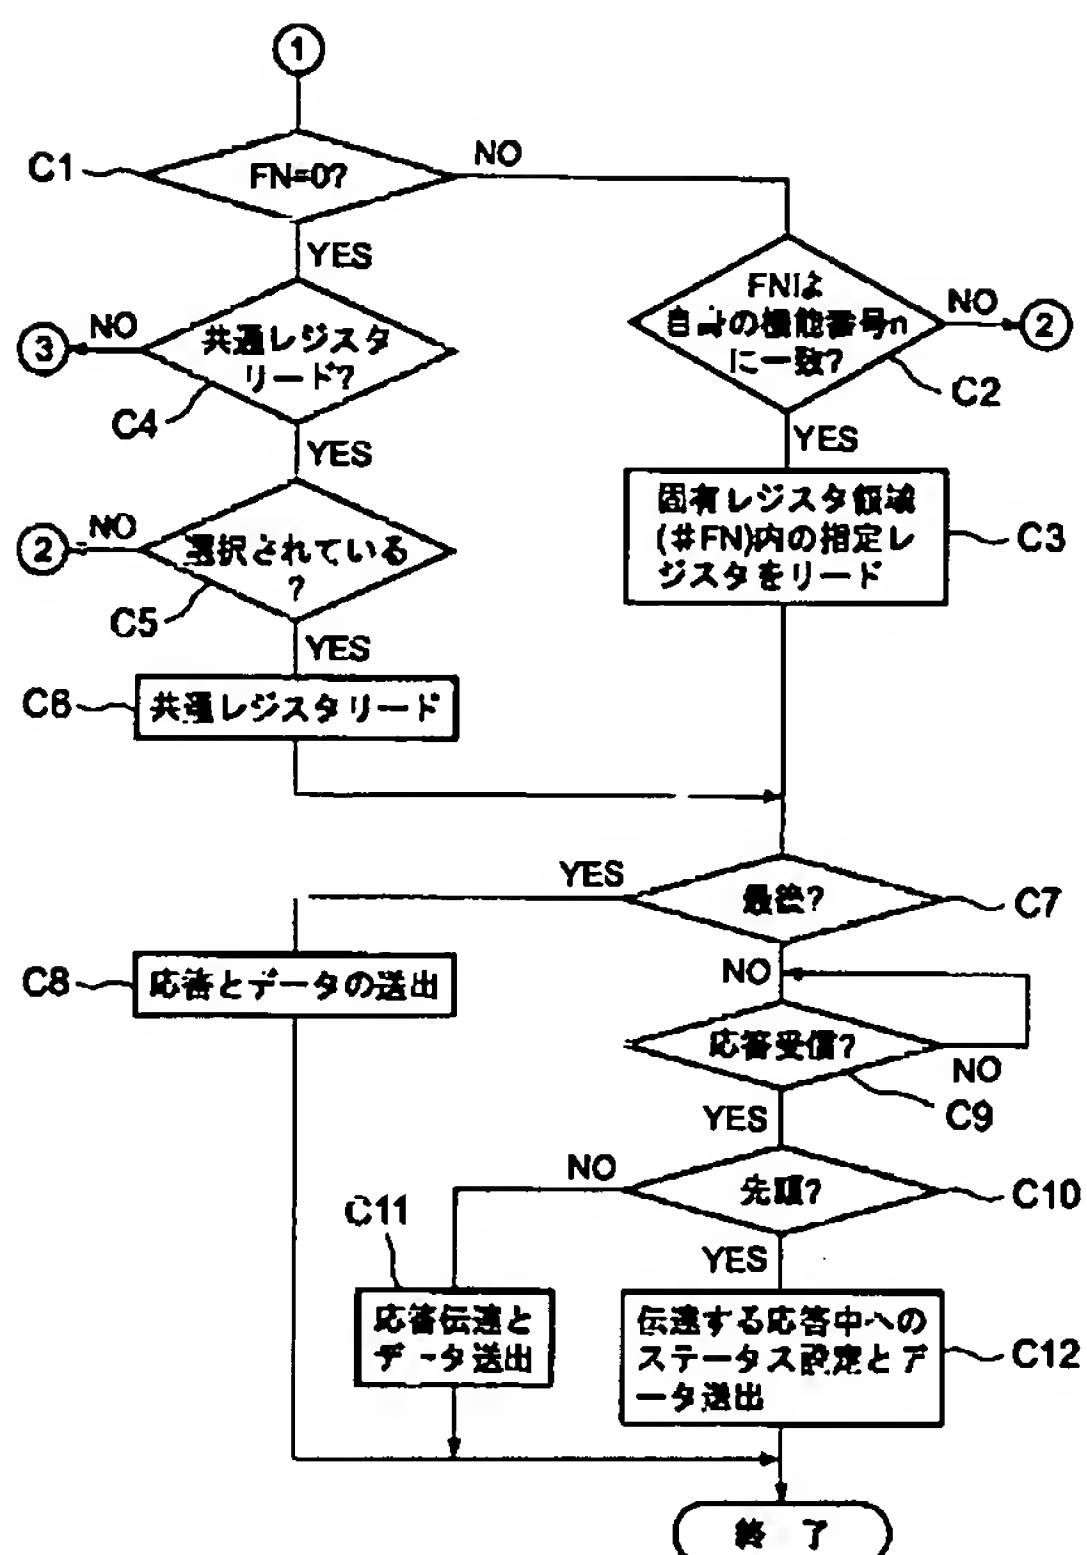 1
C1
FN=0?
NO
YES
FNは
自身の機能番号n
に一致?
NO
2
C2
YES
3
NO
共通レジスタ
リード?
C4
YES
固有レジスタ領域
(#FN)内の指定レ
ジスタをリード
C3
2
NO
選択されている
?
C5
YES
C6
共通レジスタリード
YES
最後?
C7
NO
C8
応答とデータの送出
応答受信?
NO
C9
YES
NO
先頭?
C10
C11
YES
応答伝達と
データ送出
伝達する応答中への
ステータス設定とデ
ータ送出
C12
終 了